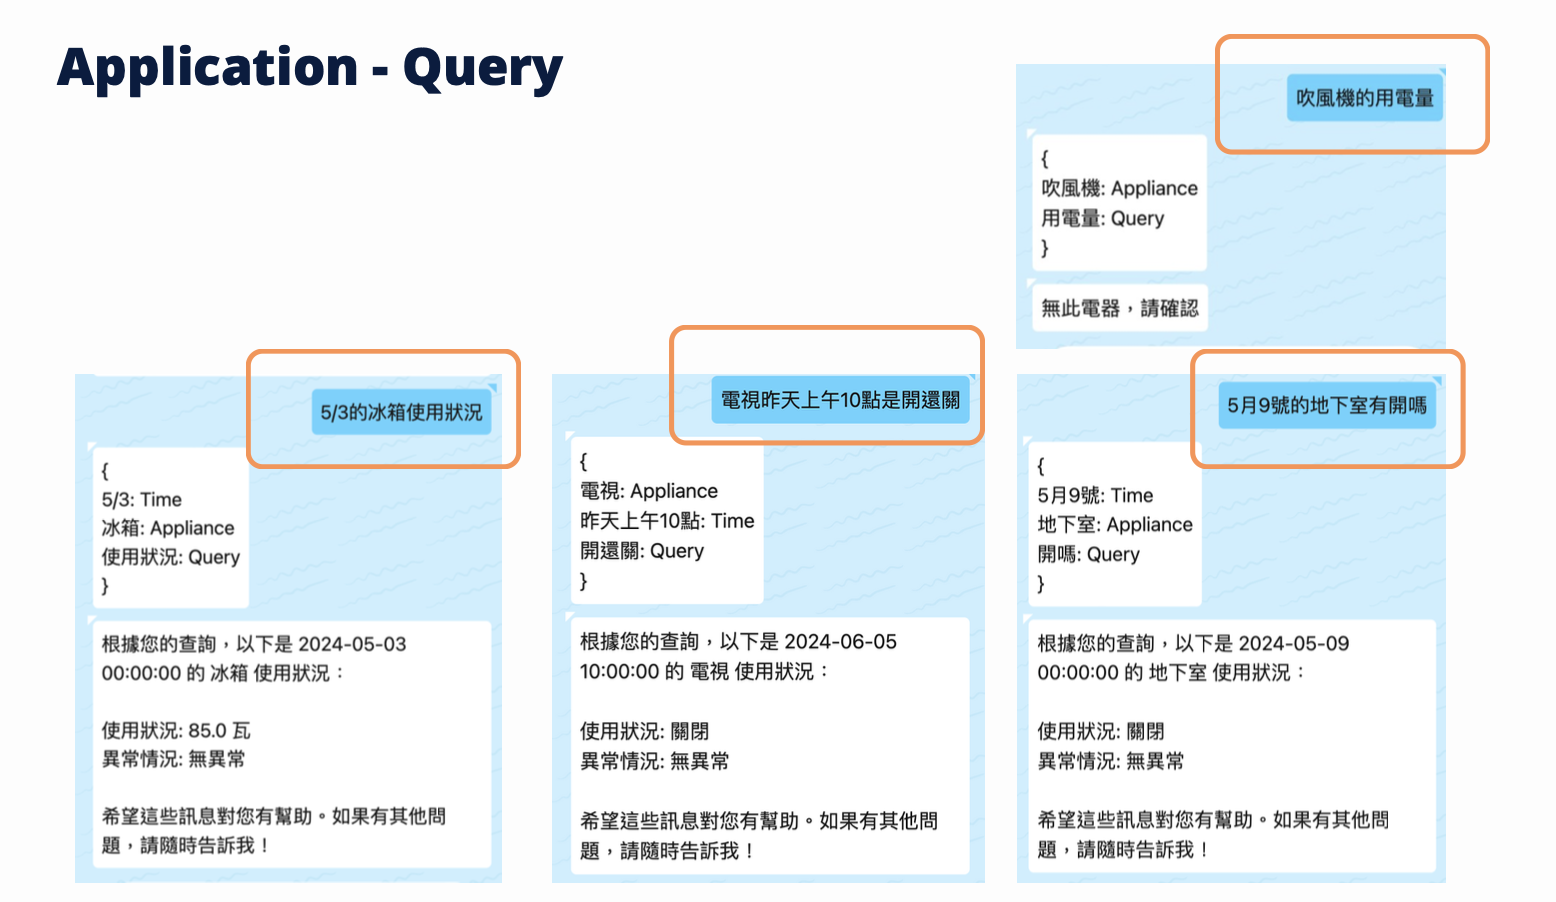 Application - Query
吹風機的用電量
{
吹風機: Appliance
用電量: Query
}
無此電器，請確認
5/3的冰箱使用狀況
{
5/3: Time
冰箱: Appliance
使用狀況: Query
}
根據您的查詢，以下是 2024-05-03
00:00:00 的 冰箱 使用狀況：
使用狀況: 85.0 瓦
異常情況: 無異常
希望這些訊息對您有幫助。如果有其他問
題，請隨時告訴我！
電視昨天上午10點是開還關
{
電視: Appliance
昨天上午10點: Time
開還關: Query
}
根據您的查詢，以下是 2024-06-05
10:00:00 的 電視 使用狀況：
使用狀況: 關閉
異常情況: 無異常
希望這些訊息對您有幫助。如果有其他問
題，請隨時告訴我！
5月9號的地下室有開嗎
{
5月9號: Time
地下室: Appliance
開嗎: Query
}
根據您的查詢，以下是 2024-05-09
00:00:00 的 地下室 使用狀況：
使用狀況: 關閉
異常情況: 無異常
希望這些訊息對您有幫助。如果有其他問
題，請隨時告訴我！